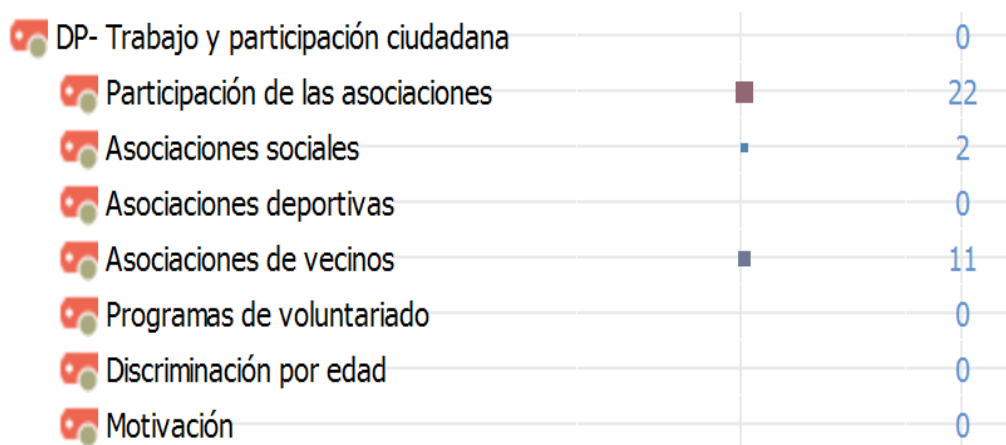 DP- Trabajo y participación ciudadana 0
Participación de las asociaciones 22
Asociaciones sociales 2
Asociaciones deportivas 0
Asociaciones de vecinos 11
Programas de voluntariado 0
Discriminación por edad 0
Motivación 0